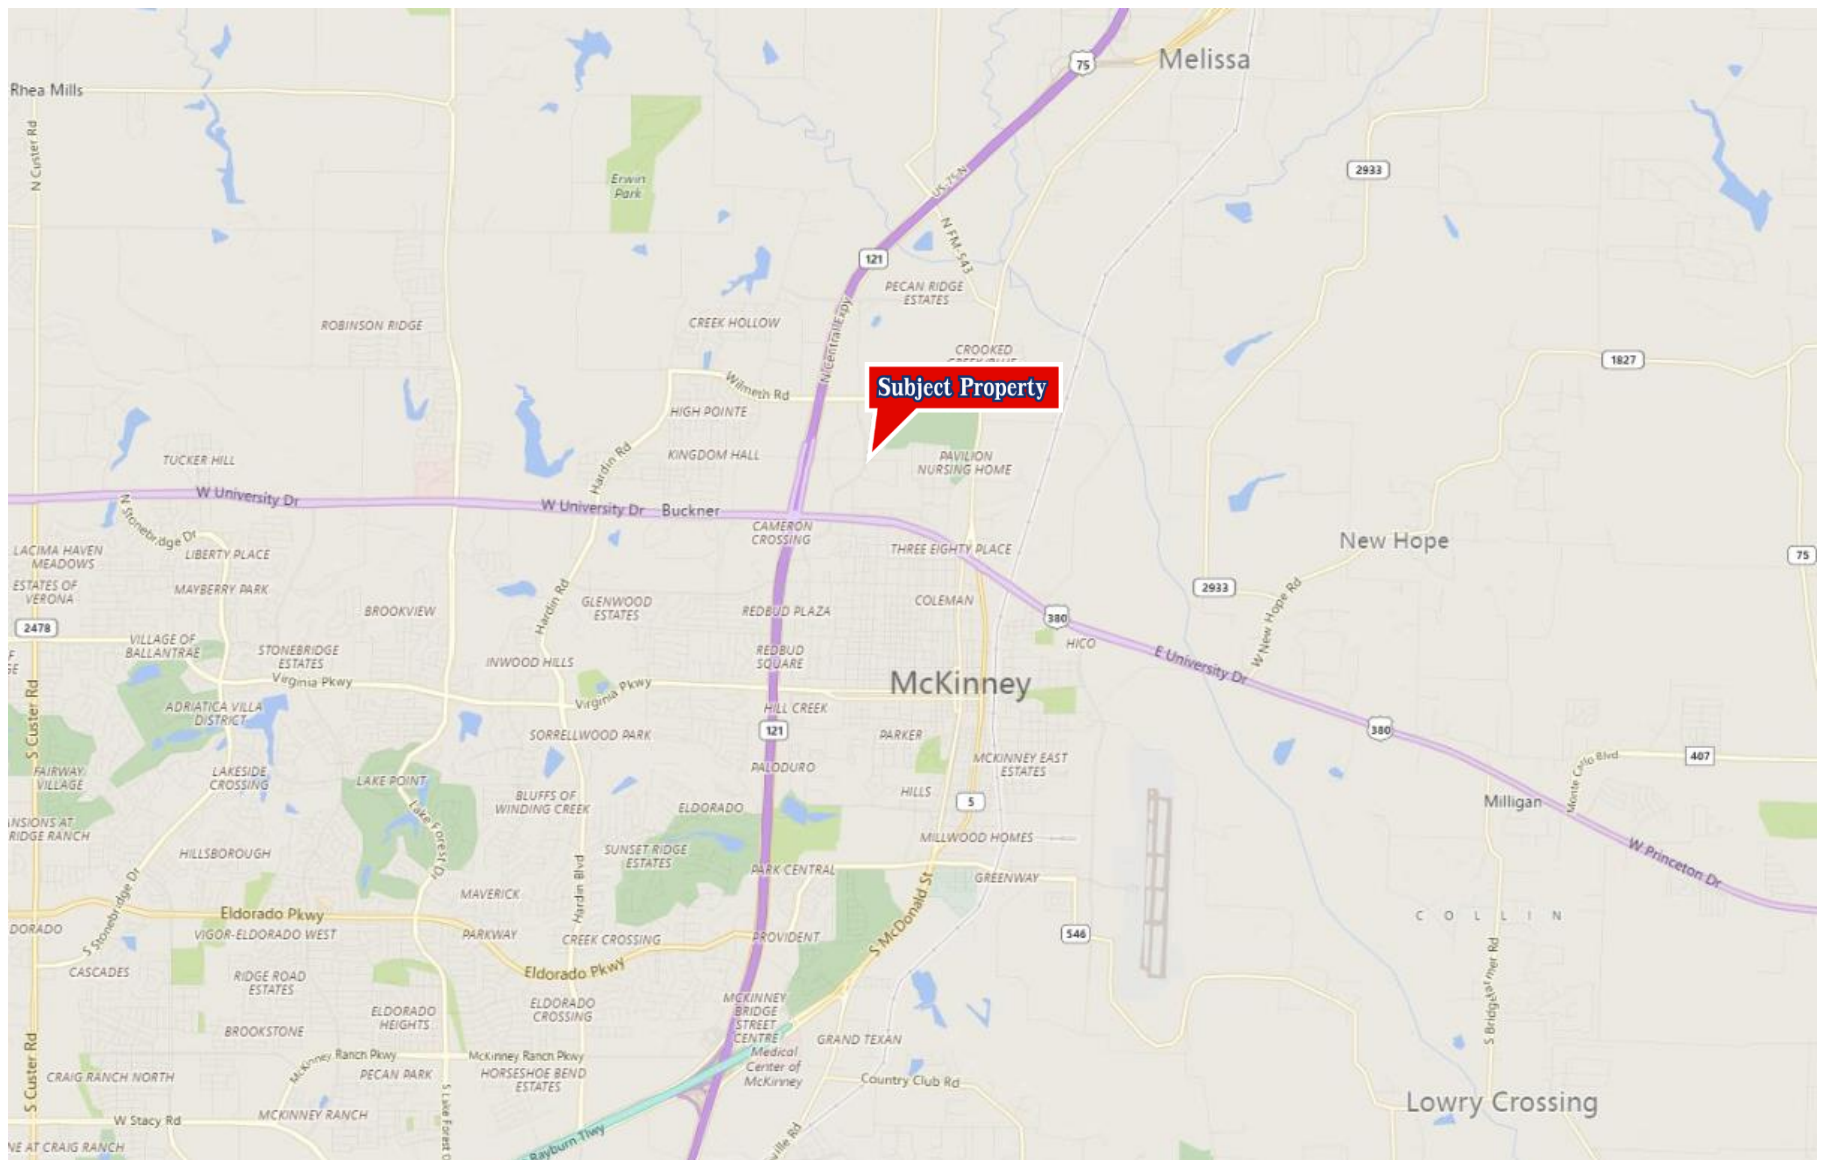 Melissa
75
Rhea Mills
N Custer Rd
2933
Erwin
Park
US-75 N
N FM-543
121
PECAN RIDGE
ESTATES
ROBINSON RIDGE
CREEK HOLLOW
N Central Expy
CROOKED
1827
Wilmeth Rd
Subject Property
HIGH POINTE
TUCKER HILL
Hardin Rd
KINGDOM HALL
PAVILION
NURSING HOME
W University Dr
W University Dr
Buckner
N Stonebridge Dr
CAMERON
CROSSING
New Hope
LACIMA HAVEN
MEADOWS
LIBERTY PLACE
THREE EIGHTY PLACE
75
ESTATES OF
VERONA
MAYBERRY PARK
2933
BROOKVIEW
Hardin Rd
GLENWOOD
ESTATES
REDBUD PLAZA
COLEMAN
W New Hope Rd
380
2478
VILLAGE OF
BALLANTRAE
STONEBRIDGE
ESTATES
INWOOD HILLS
REDBUD
SQUARE
HICO
E University Dr
Virginia Pkwy
Virginia Pkwy
McKinney
S Custer Rd
ADRIATICA VILLA
DISTRICT
HILL CREEK
SORRELLWOOD PARK
121
PARKER
380
FAIRWAY
VILLAGE
LAKESIDE
CROSSING
LAKE POINT
PALODURO
MCKINNEY EAST
ESTATES
Monte Carlo Blvd
407
BLUFFS OF
WINDING CREEK
ELDORADO
HILLS
5
Milligan
ANSIONS AT
RIDGE RANCH
Lake Forest Dr
MILLWOOD HOMES
HILLSBOROUGH
SUNSET RIDGE
ESTATES
W Princeton Dr
PARK CENTRAL
GREENWAY
S Stonebridge Dr
MAVERICK
Hardin Blvd
S McDonald St
Eldorado Pkwy
COLLIN
DORADO
VIGOR-ELDORADO WEST
PARKWAY
CREEK CROSSING
PROVIDENT
546
CASCADES
RIDGE ROAD
ESTATES
Eldorado Pkwy
S Bridgefarmer Rd
ELDORADO
HEIGHTS
ELDORADO
CROSSING
MCKINNEY
BRIDGE
STREET
CENTRE
BROOKSTONE
GRAND TEXAN
S Custer Rd
McKinney Ranch Pkwy
McKinney Ranch Pkwy
Medical
Center of
McKinney
CRAIG RANCH NORTH
PECAN PARK
HORSESHOE BEND
ESTATES
Country Club Rd
W Stacy Rd
MCKINNEY RANCH
S Lake Forest D
Lowry Crossing
NE AT CRAIG RANCH
Rayburn Tlwy
ville Rd